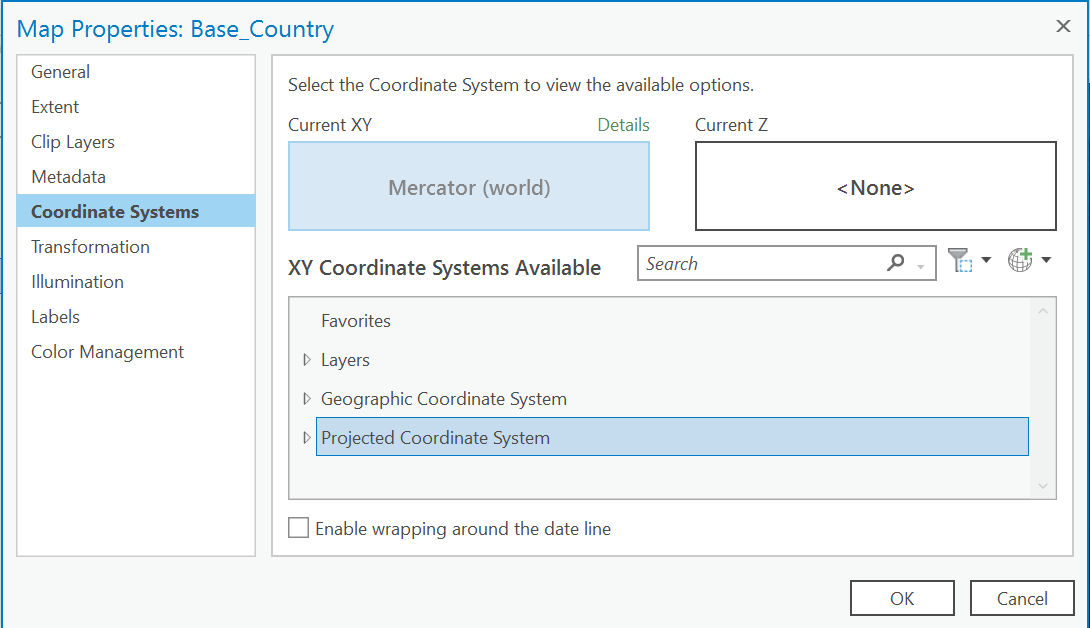 Map Properties: Base_Country
General
Extent
Clip Layers
Metadata
Coordinate Systems
Transformation
Illumination
Labels
Color Management
Select the Coordinate System to view the available options.
Current XY Details Current Z
Mercator (world) <None>
XY Coordinate Systems Available Search
Favorites
Layers
Geographic Coordinate System
Projected Coordinate System
Enable wrapping around the date line
OK Cancel